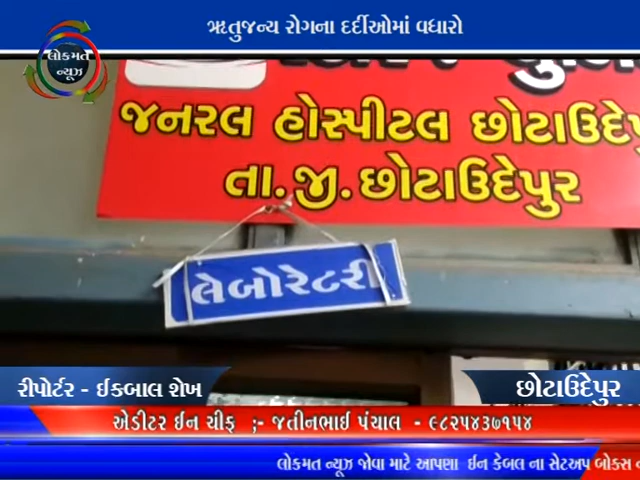 ઋતુજન્ય રોગના દર્દીઓમાં વધારો
લોકમત
ન્યૂઝ
જનરલ હોસ્પીટલ છોટાઉદેપુ
તા.જી.છોટાઉદેપુર
લેબોરેટરી
રીપોર્ટર - ઈકબાલ શેખ
છોટાઉદેપુર
એડીટર ઈન ચીફ ;- જતીનભાઈ પંચાલ - ૯૮૨૫૪૩૭૧૫૪
લોકમત ન્યૂઝ જોવા માટે આપણા ઈન કેબલ ના સેટઅપ બોક્સ ન